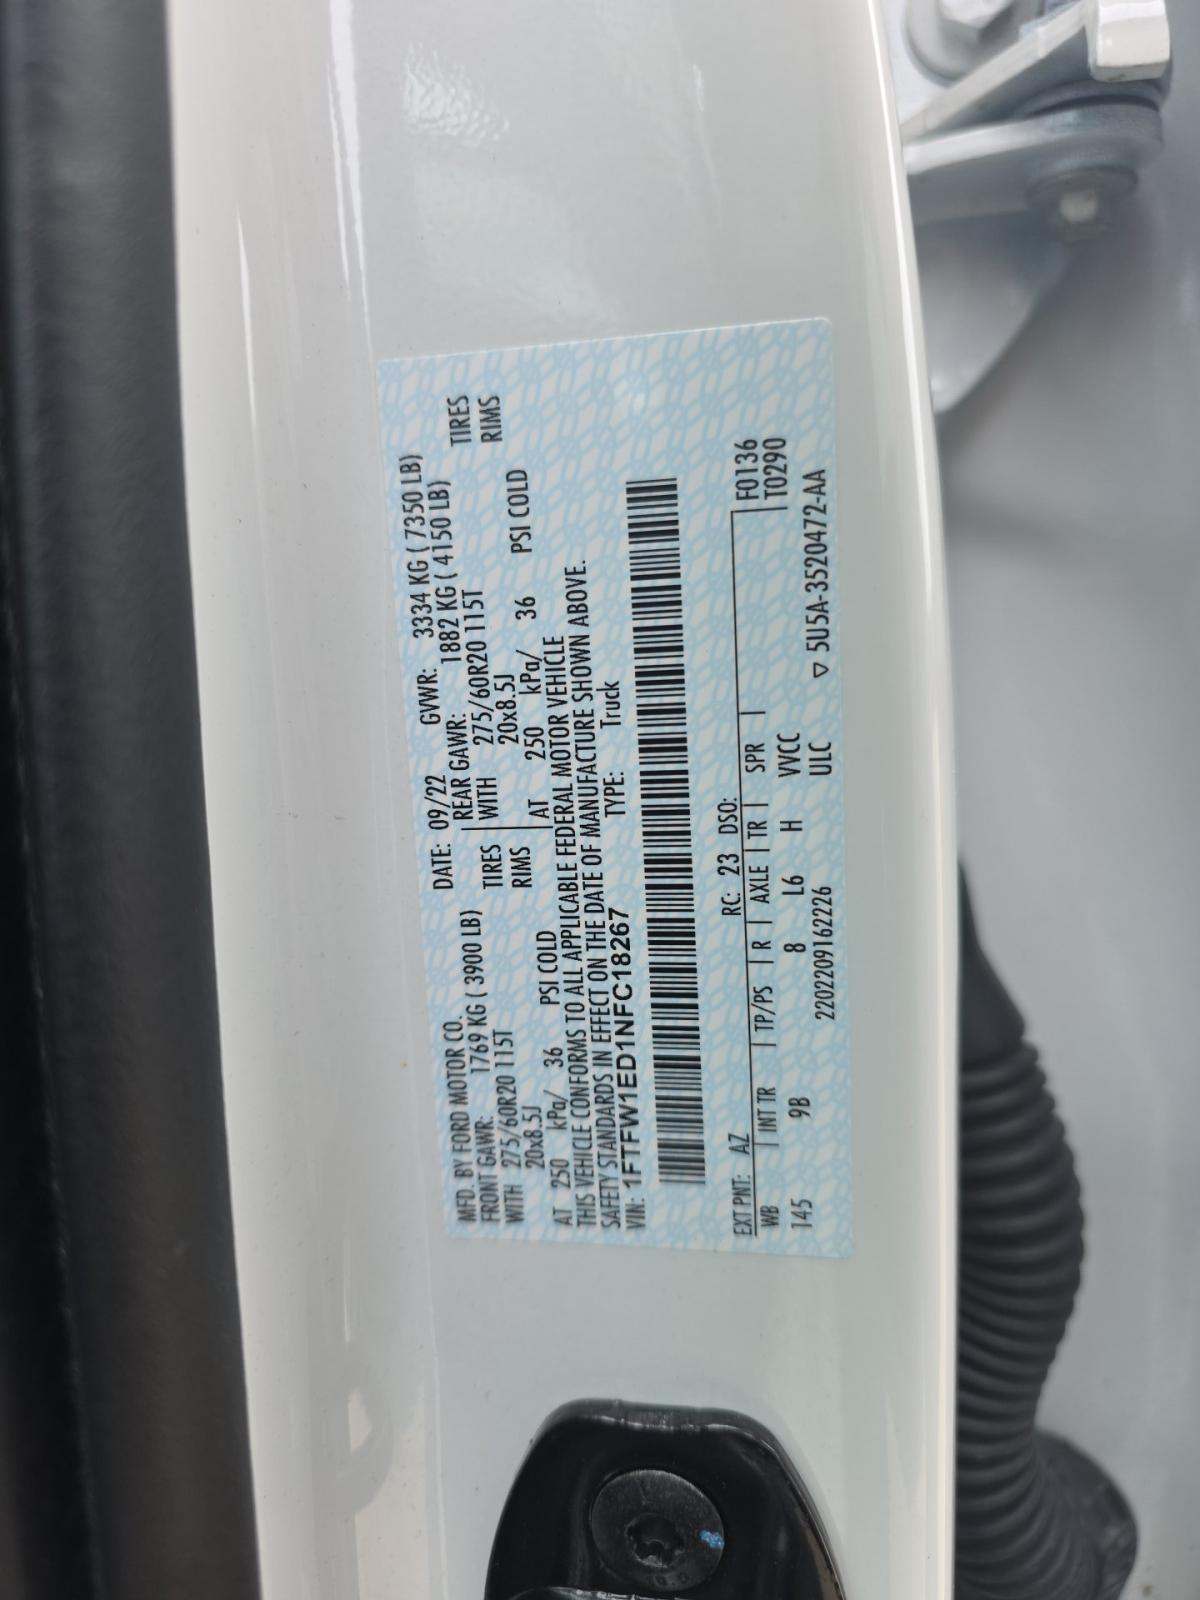 MFD. BY FORD MOTOR CO. DATE: 09/22 GVWR: 3334 KG ( 7350 LB)
FRONT GAWR: 1769 KG ( 3900 LB) REAR GAWR: 1882 KG ( 4150 LB)
WITH 275/60R20 115T TIRES WITH 275/60R20 115T TIRES
20x8.5J RIMS 20x8.5J RIMS
AT 250 kPa/ 36 PSI COLD AT 250 kPa/ 36 PSI COLD
THIS VEHICLE CONFORMS TO ALL APPLICABLE FEDERAL MOTOR VEHICLE
SAFETY STANDARDS IN EFFECT ON THE DATE OF MANUFACTURE SHOWN ABOVE.
VIN: 1FTFW1ED1NFC18267 TYPE: Truck
EXT PNT: AZ RC: 23 DSO: F0136
WB | INT TR | TP/PS | R | AXLE | TR | SPR | T0290
145 9B 8 L6 H VVCC
2202209162226 ULC ▽ 5U5A-3520472-AA